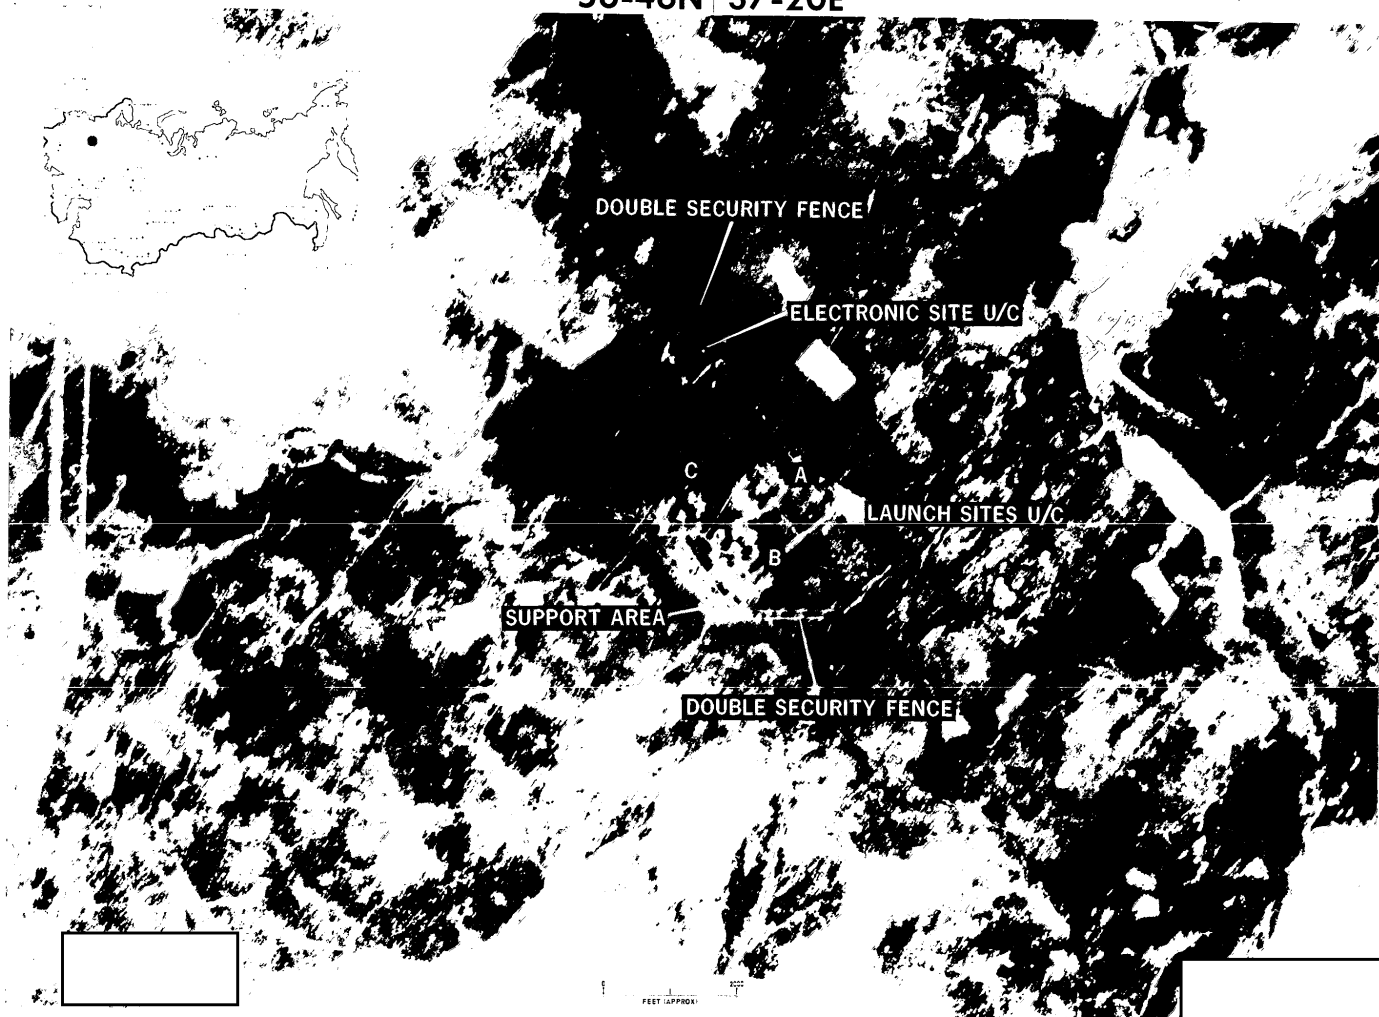 DOUBLE SECURITY FENCE
ELECTRONIC SITE U/C
C
A
LAUNCH SITES U/C
B
SUPPORT AREA
DOUBLE SECURITY FENCE
FEET (APPROX)